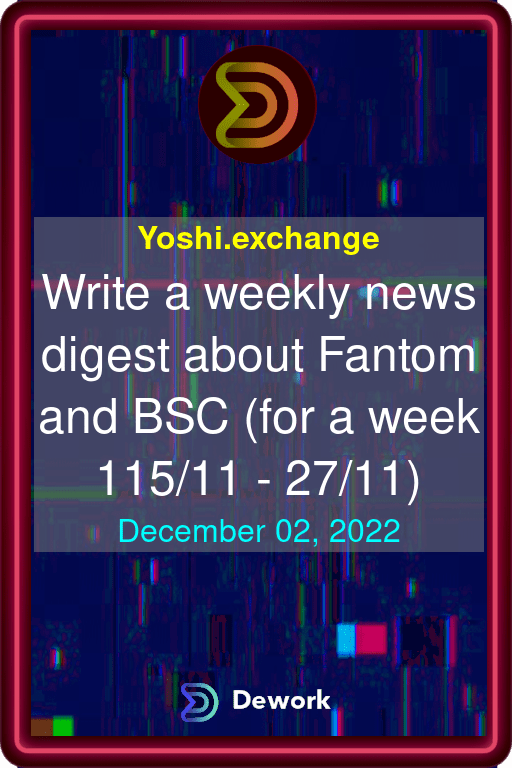 Yoshi.exchange
Write a weekly news
digest about Fantom
and BSC (for a week
115/11 - 27/11)
December 02, 2022
Dework